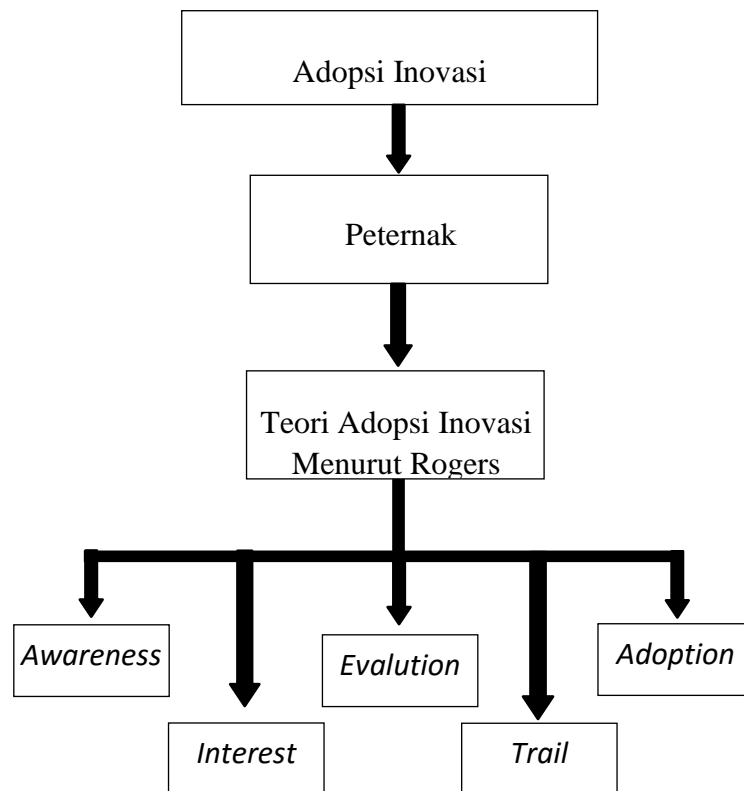 Adopsi Inovasi
Peternak
Teori Adopsi Inovasi
Menurut Rogers
Awareness
Interest
Evalution
Trail
Adoption